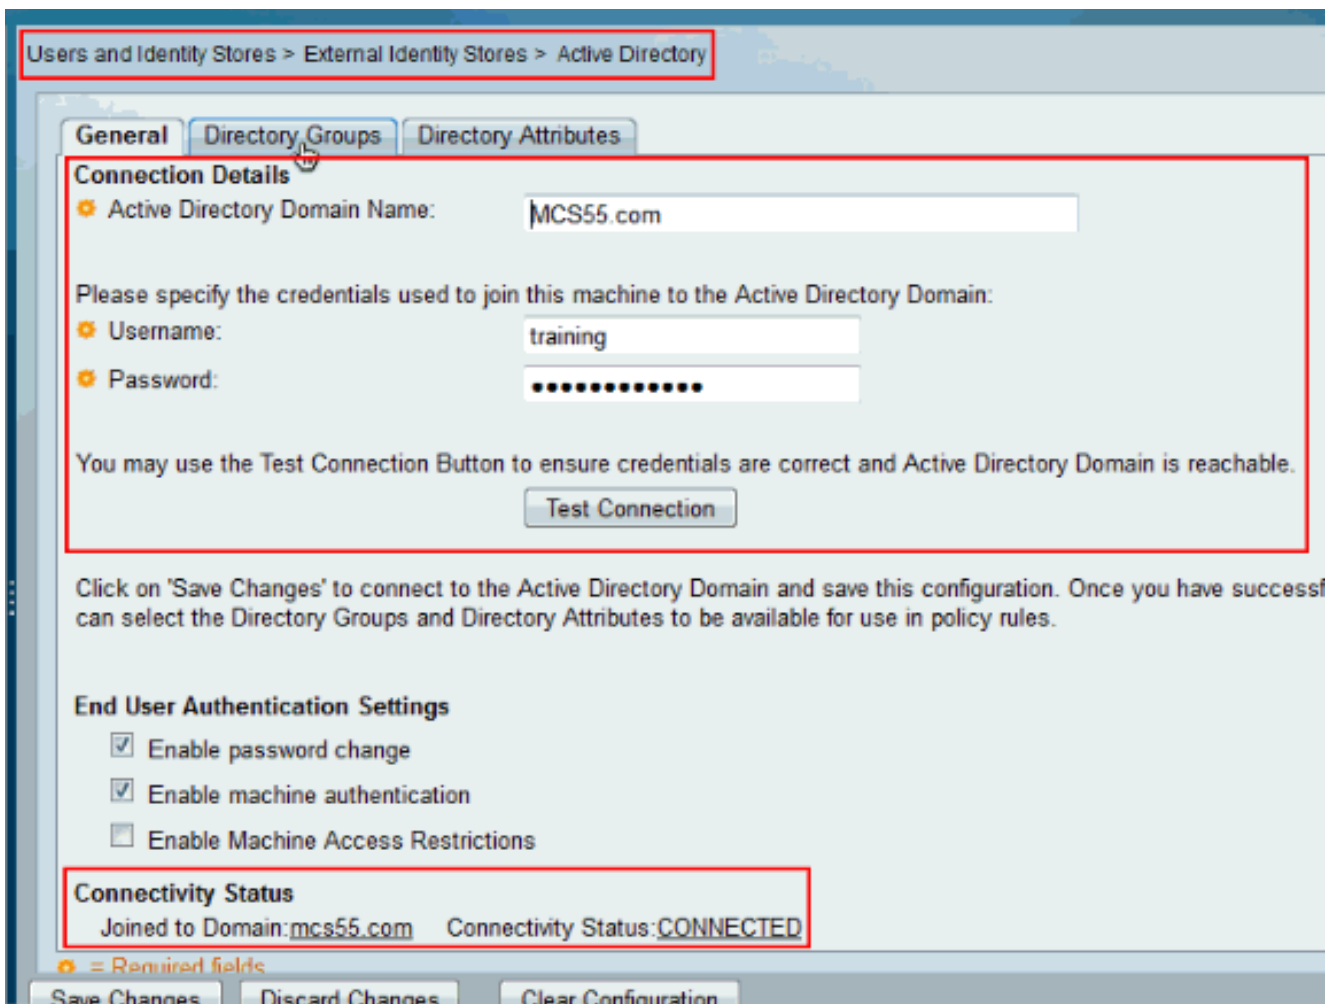 Users and Identity Stores > External Identity Stores > Active Directory
General Directory Groups Directory Attributes
Connection Details
Active Directory Domain Name: MCS55.com
Please specify the credentials used to join this machine to the Active Directory Domain:
Username: training
Password: ••••••••••••
You may use the Test Connection Button to ensure credentials are correct and Active Directory Domain is reachable.
Test Connection
Click on 'Save Changes' to connect to the Active Directory Domain and save this configuration. Once you have successf
can select the Directory Groups and Directory Attributes to be available for use in policy rules.
End User Authentication Settings
Enable password change
Enable machine authentication
Enable Machine Access Restrictions
Connectivity Status
Joined to Domain:mcs55.com Connectivity Status:CONNECTED
= Required fields
Save Changes Discard Changes Clear Configuration